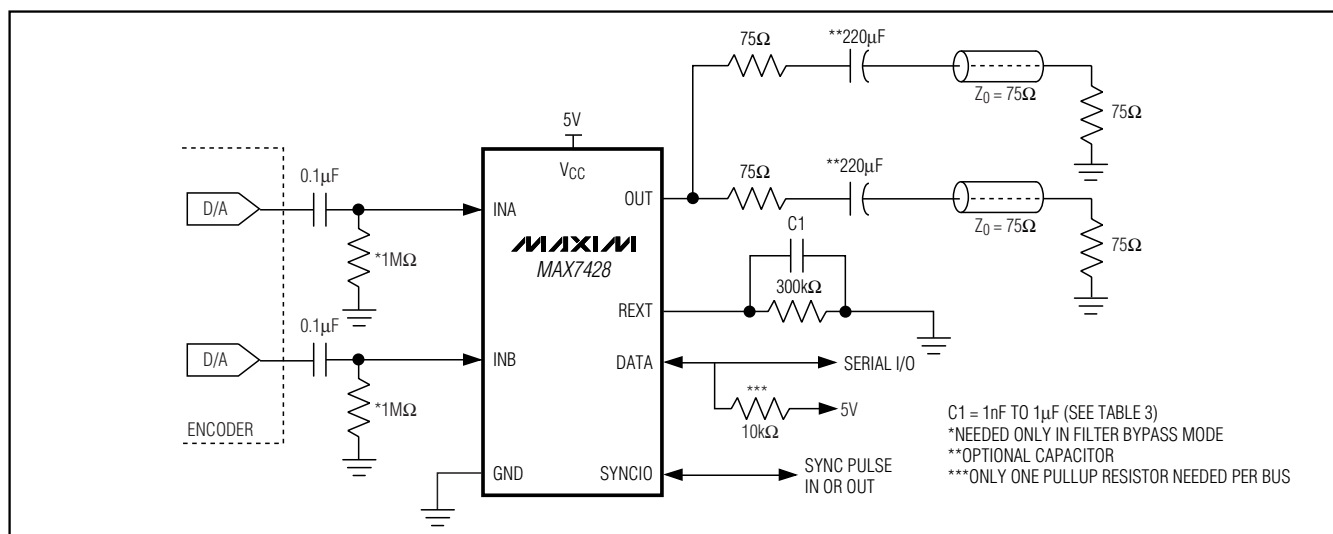 75Ω
**220μF
Z0 = 75Ω
75Ω
5V
VCC
ENCODER
D/A
0.1μF
*1MΩ
INA
OUT
75Ω
**220μF
Z0 = 75Ω
75Ω
MAXIM
MAX7428
C1
300kΩ
REXT
D/A
0.1μF
*1MΩ
INB
DATA
SERIAL I/O
***
10kΩ
5V
GND
SYNCIO
SYNC PULSE
IN OR OUT
C1 = 1nF TO 1μF (SEE TABLE 3)
*NEEDED ONLY IN FILTER BYPASS MODE
**OPTIONAL CAPACITOR
***ONLY ONE PULLUP RESISTOR NEEDED PER BUS